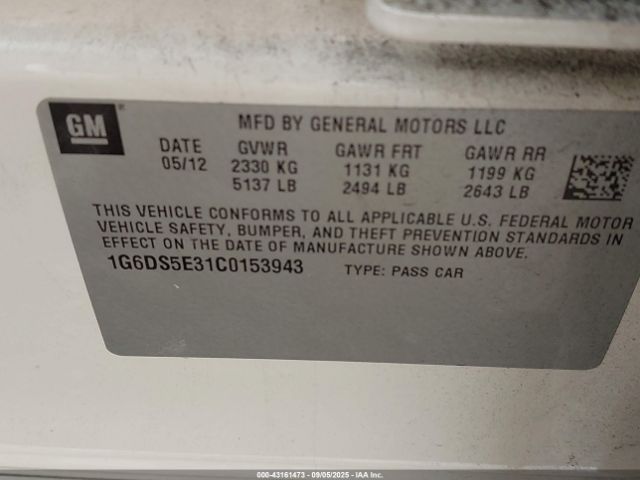 GM
MFD BY GENERAL MOTORS LLC
DATE GVWR GAWR FRT GAWR RR
05/12 2330 KG 1131 KG 1199 KG
5137 LB 2494 LB 2643 LB
THIS VEHICLE CONFORMS TO ALL APPLICABLE U.S. FEDERAL MOTOR
VEHICLE SAFETY, BUMPER, AND THEFT PREVENTION STANDARDS IN
EFFECT ON THE DATE OF MANUFACTURE SHOWN ABOVE.
1G6DS5E31C0153943 TYPE: PASS CAR
000-43161473 - 09/05/2025 - IAA Inc.